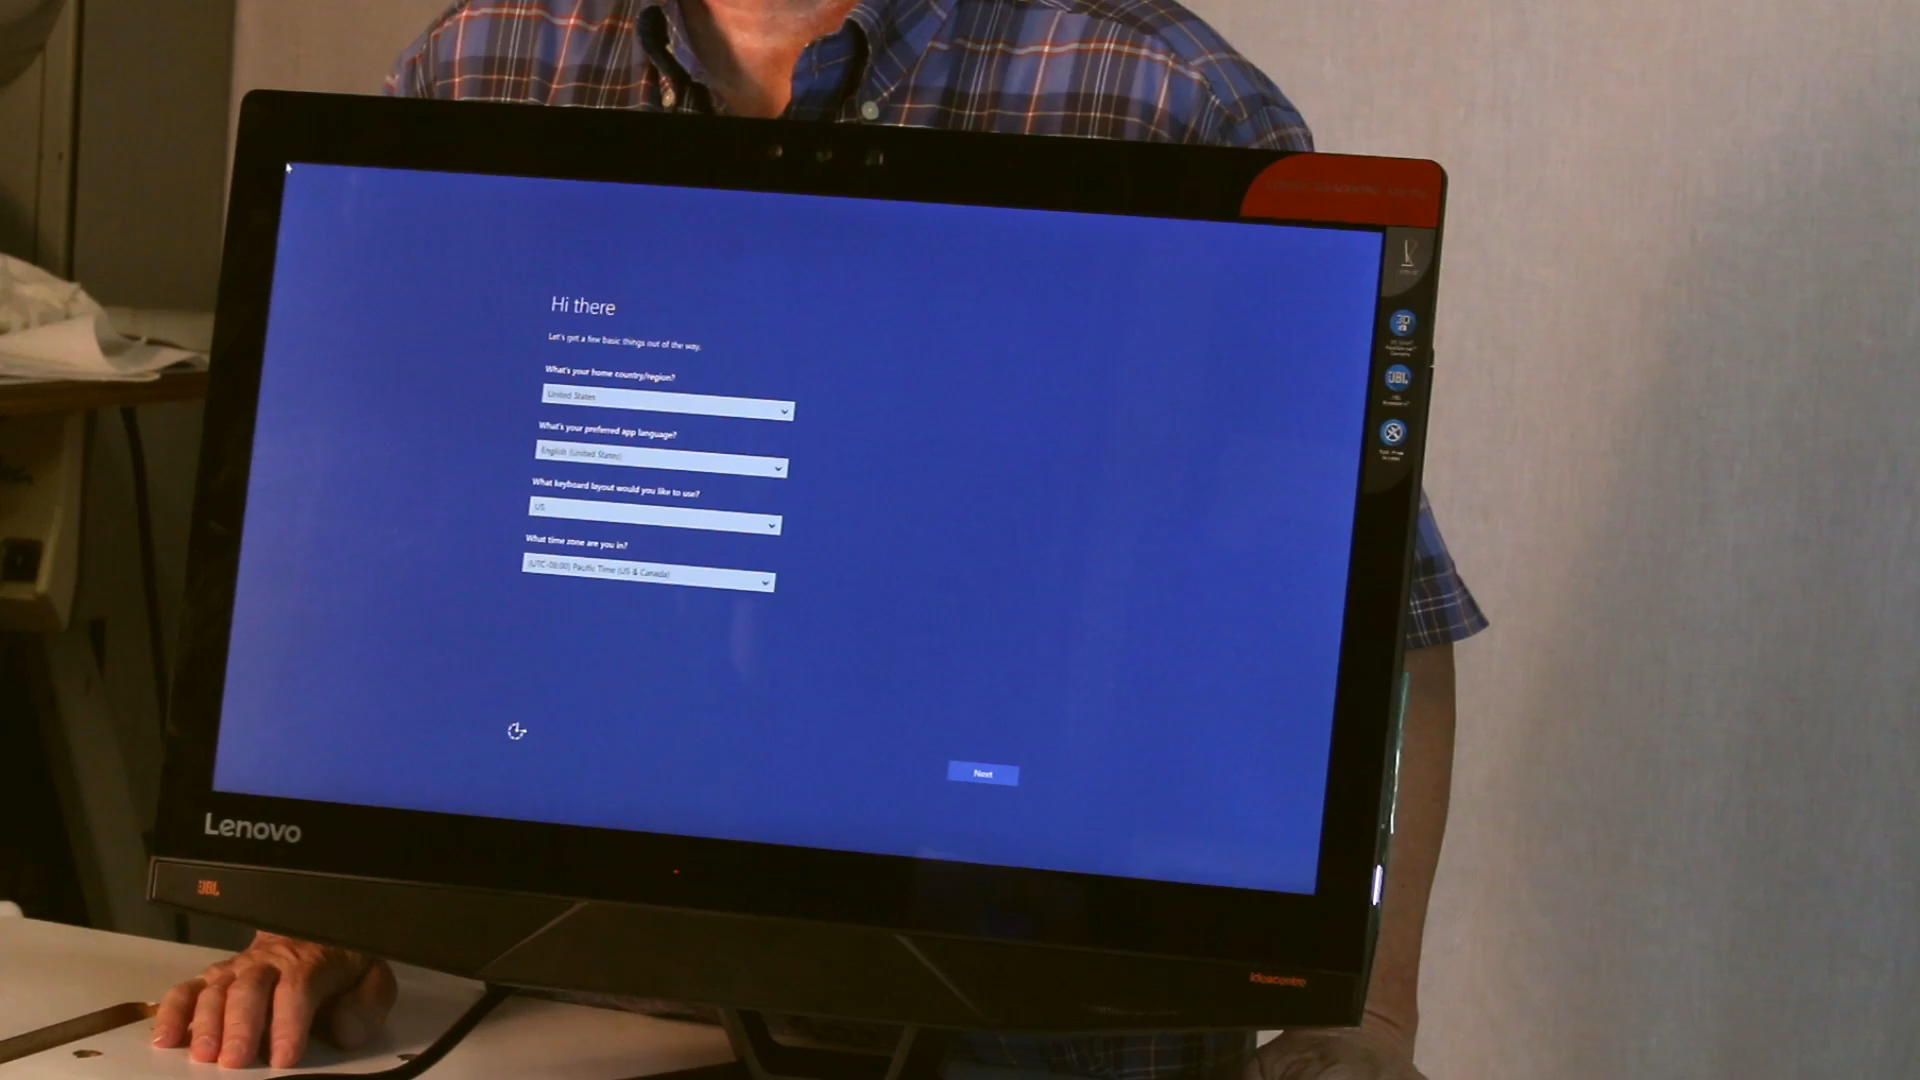 Hi there
Let's get a few basic things out of the way.
What's your home country/region?
United States
What's your preferred app language?
English (United States)
What keyboard layout would you like to use?
US
What time zone are you in?
(UTC-08:00) Pacific Time (US & Canada)
Next
3D
JBL
Lenovo
JBL
ideacentre